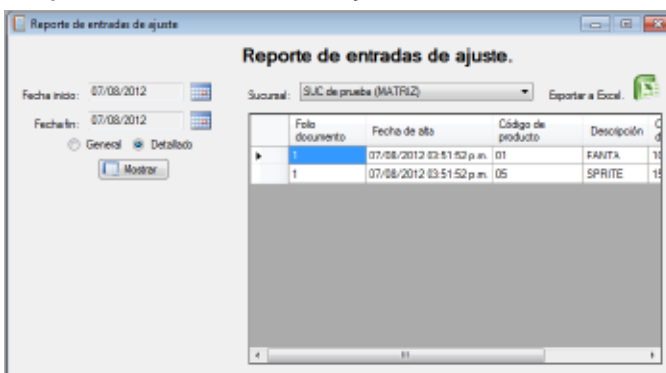 Reporte de entradas de ajuste
Reporte de entradas de ajuste.
Fecha inicio: 07/08/2012
Sucursal: SUC de prueba (MATRIZ)
Exportar a Excel.
Fecha fin: 07/08/2012
General Detallado
Mostrar
Folio documento Fecha de alta Código de producto Descripción
1 07/08/2012 03:51:52 p.m. 01 FANTA
1 07/08/2012 03:51:52 p.m. 05 SPRITE